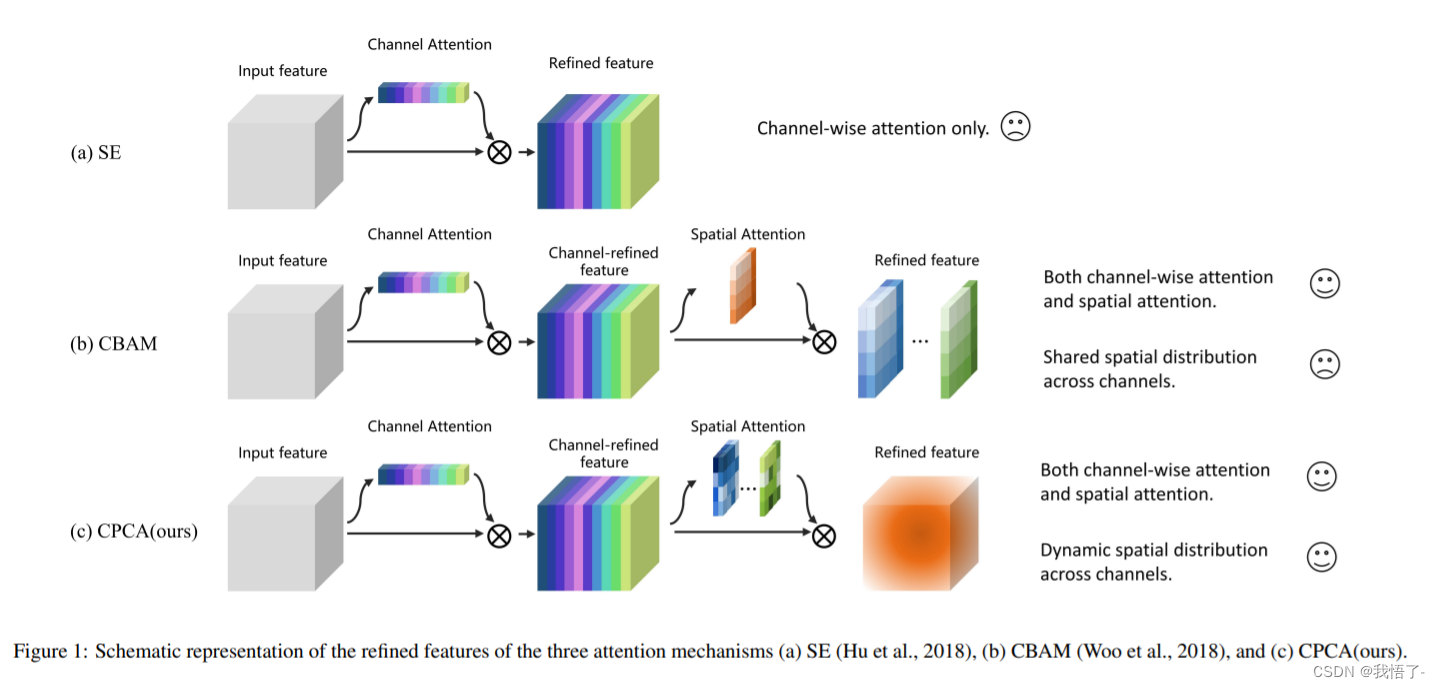 Channel Attention
Input feature
Refined feature
Channel-wise attention only.
(a) SE
Channel Attention
Spatial Attention
Input feature
Channel-refined
feature
Refined feature
Both channel-wise attention
and spatial attention.
(b) CBAM
...
Shared spatial distribution
across channels.
Channel Attention
Spatial Attention
Input feature
Channel-refined
feature
Refined feature
Both channel-wise attention
and spatial attention.
...
(c) CPCA(ours)
Dynamic spatial distribution
across channels.
Figure 1: Schematic representation of the refined features of the three attention mechanisms (a) SE (Hu et al., 2018), (b) CBAM (Woo et al., 2018), and (c) CPCA(ours).
CSDN @我悟了-